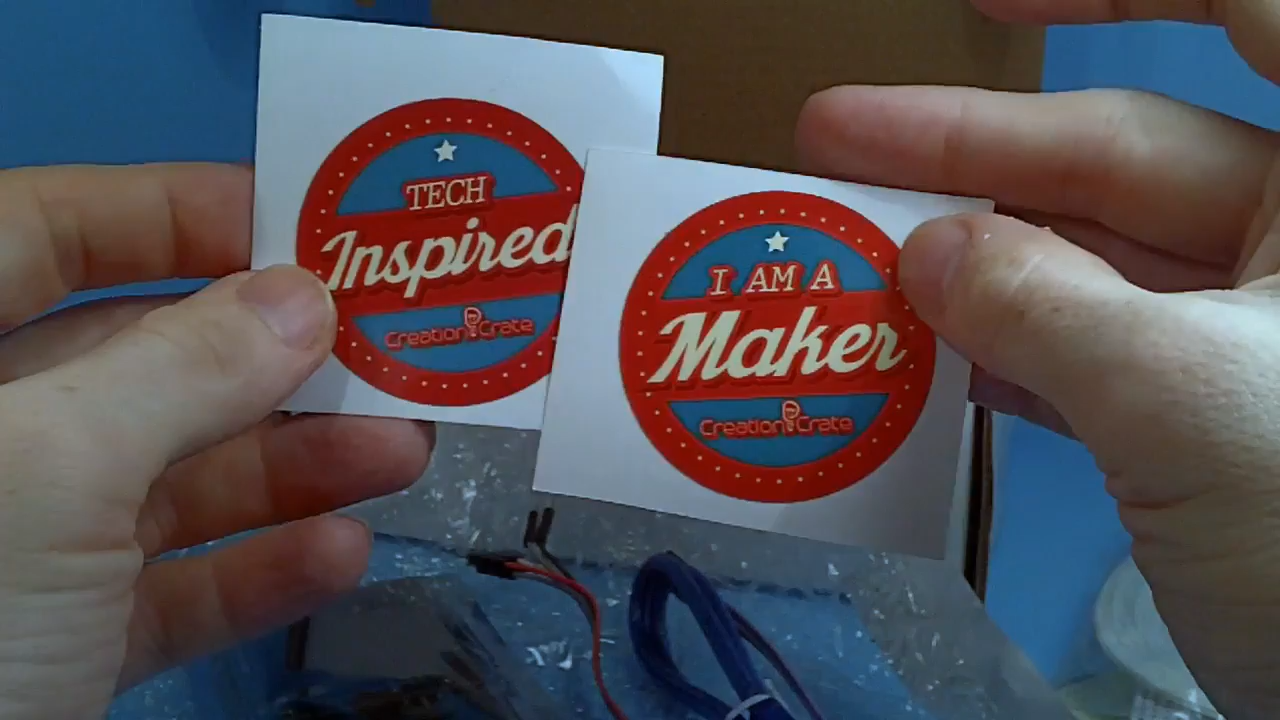 TECH
Inspired
Creation Crate
I AM A
Maker
Creation Crate